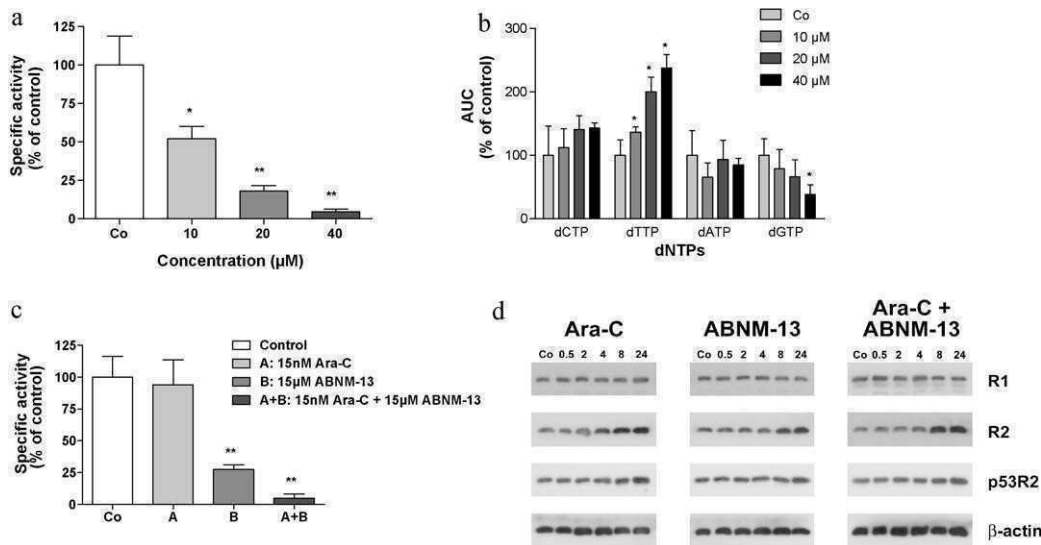 a
Specific activity
(% of control)
125
100
75
50
25
0
*
**
**
Co 10 20 40
Concentration (µM)
b
AUC
(% of control)
300
200
100
0
Co
10 µM
20 µM
40 µM
*
*
*
*
dCTP dTTP dATP dGTP
dNTPs
c
Specific activity
(% of control)
125
100
75
50
25
0
Control
A: 15nM Ara-C
B: 15µM ABNM-13
A+B: 15nM Ara-C + 15µM ABNM-13
**
**
Co A B A+B
d
Ara-C ABNM-13 Ara-C +
ABNM-13
Co 0.5 2 4 8 24 Co 0.5 2 4 8 24 Co 0.5 2 4 8 24
R1
R2
p53R2
β-actin